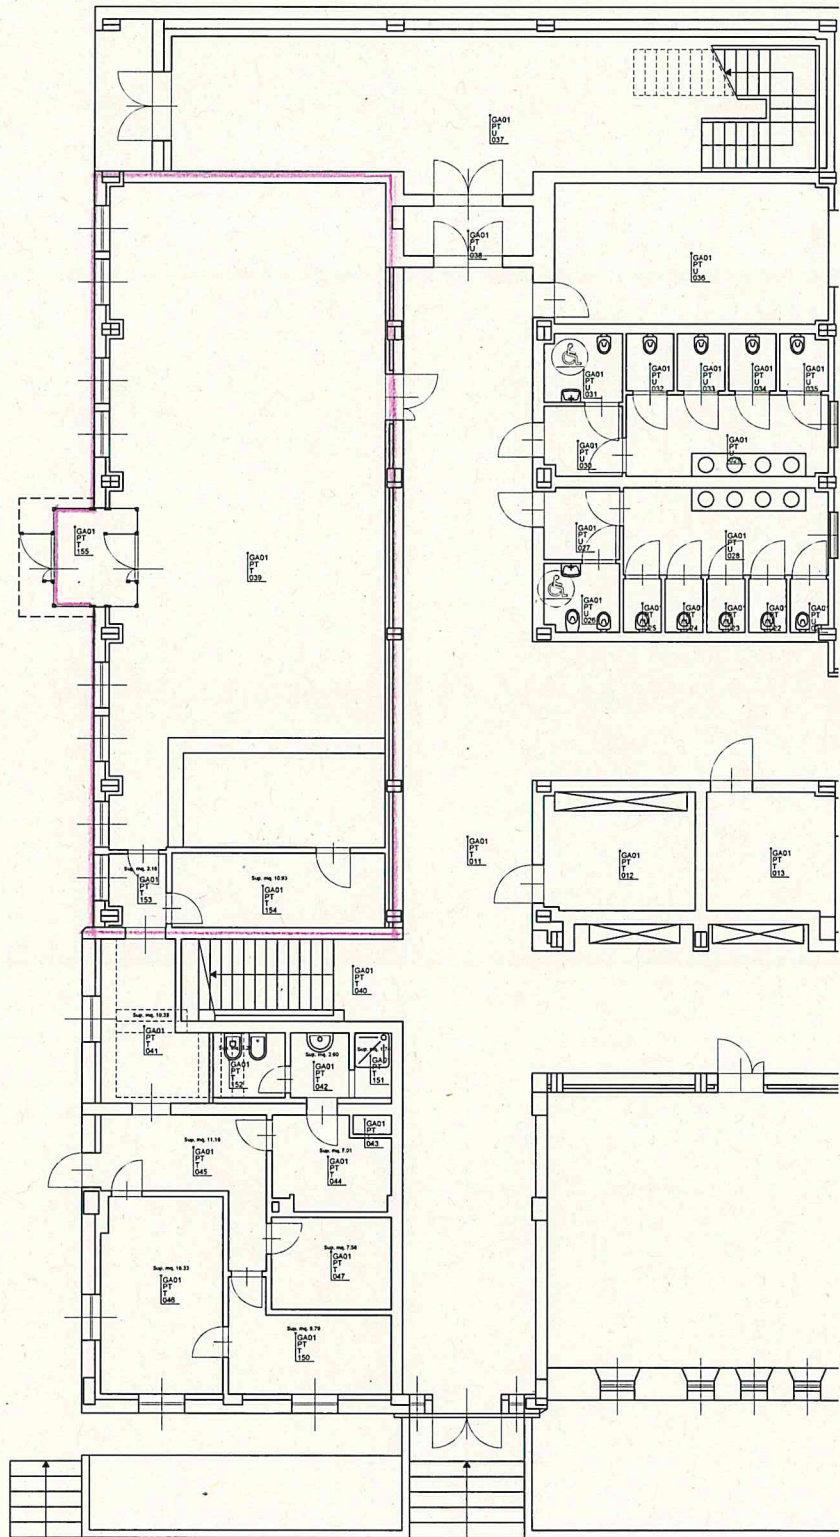 GA01
PT
U
037
GA01
PT
U
038
GA01
PT
U
036
GA01
PT
U
031
GA01
PT
U
032
GA01
PT
U
033
GA01
PT
U
034
GA01
PT
U
035
GA01
PT
U
030
GA01
PT
U
GA01
PT
T
155
GA01
PT
T
039
GA01
PT
U
027
GA01
PT
U
028
GA01
PT
U
026
GA01
PT
T
011
GA01
PT
T
012
GA01
PT
T
013
Sup. mq. 2.16
GA01
PT
T
153
Sup. mq. 10.93
GA01
PT
T
154
GA01
PT
T
040
Sup. mq. 10.38
GA01
PT
T
041
GA01
PT
T
152
Sup. mq. 2.60
GA01
PT
T
042
T
151
GA01
PT
T
043
Sup. mq. 11.19
GA01
PT
T
045
Sup. mq. 7.01
GA01
PT
T
044
Sup. mq. 7.56
GA01
PT
T
047
GA01
PT
T
046
Sup. mq. 9.79
GA01
PT
T
150